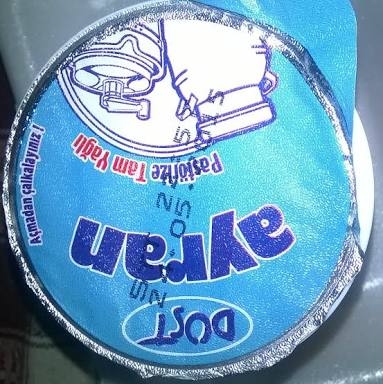 DOST
ayran
Pastörize Tam Yağlı
Açmadan çalkalayınız!